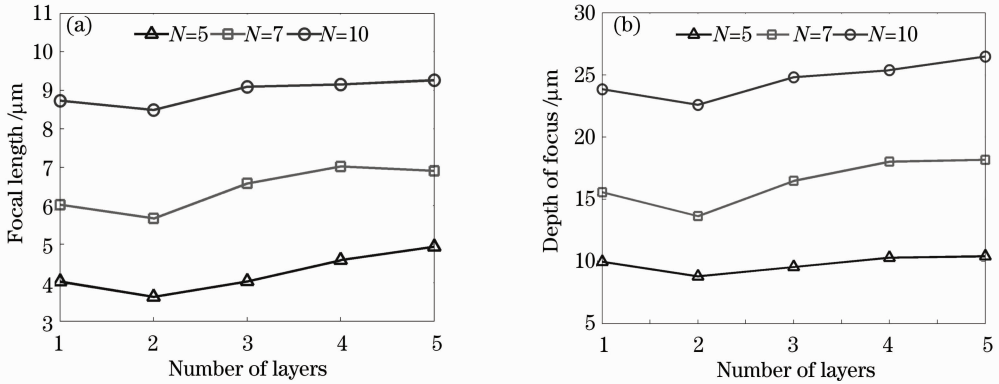 (a)
N=5 N=7 N=10
11
10
9
8
7
6
5
4
3
1 2 3 4 5
Number of layers
Focal length /μm
(b)
N=5 N=7 N=10
30
25
20
15
10
5
1 2 3 4 5
Number of layers
Depth of focus /μm